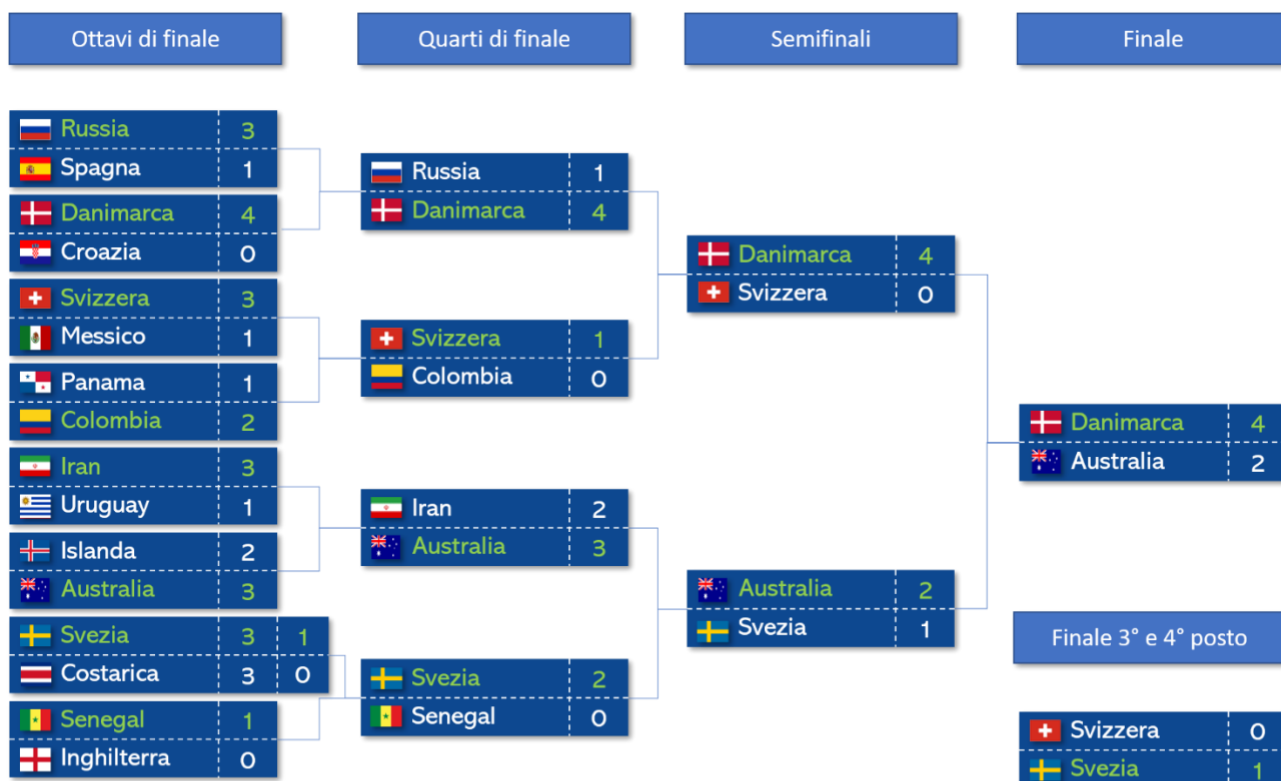 Ottavi di finale
Quarti di finale
Semifinali
Finale
Russia 3
Spagna 1
Danimarca 4
Croazia 0
Svizzera 3
Messico 1
Panama 1
Colombia 2
Iran 3
Uruguay 1
Islanda 2
Australia 3
Svezia 3 1
Costarica 3 0
Senegal 1
Inghilterra 0
Russia 1
Danimarca 4
Svizzera 1
Colombia 0
Iran 2
Australia 3
Svezia 2
Senegal 0
Danimarca 4
Svizzera 0
Australia 2
Svezia 1
Danimarca 4
Australia 2
Finale 3° e 4° posto
Svizzera 0
Svezia 1